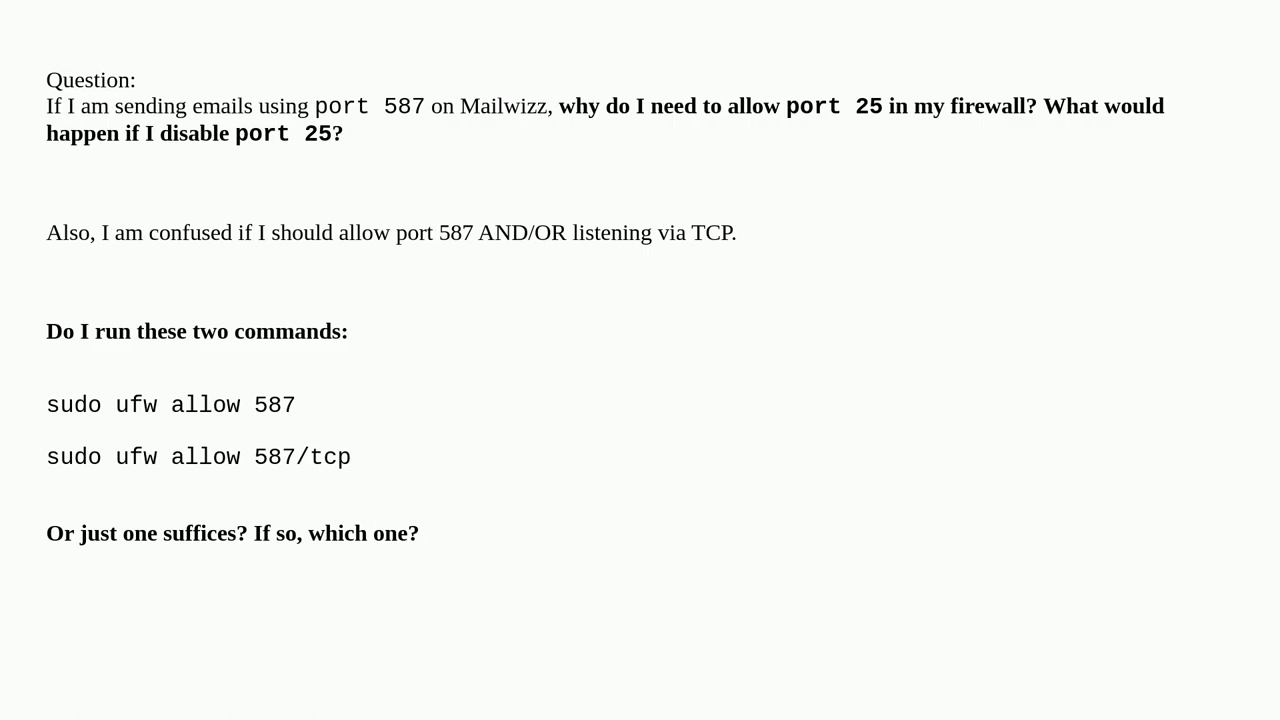 Question:
If I am sending emails using port 587 on Mailwizz, why do I need to allow port 25 in my firewall? What would
happen if I disable port 25?
Also, I am confused if I should allow port 587 AND/OR listening via TCP.
Do I run these two commands:
sudo ufw allow 587
sudo ufw allow 587/tcp
Or just one suffices? If so, which one?